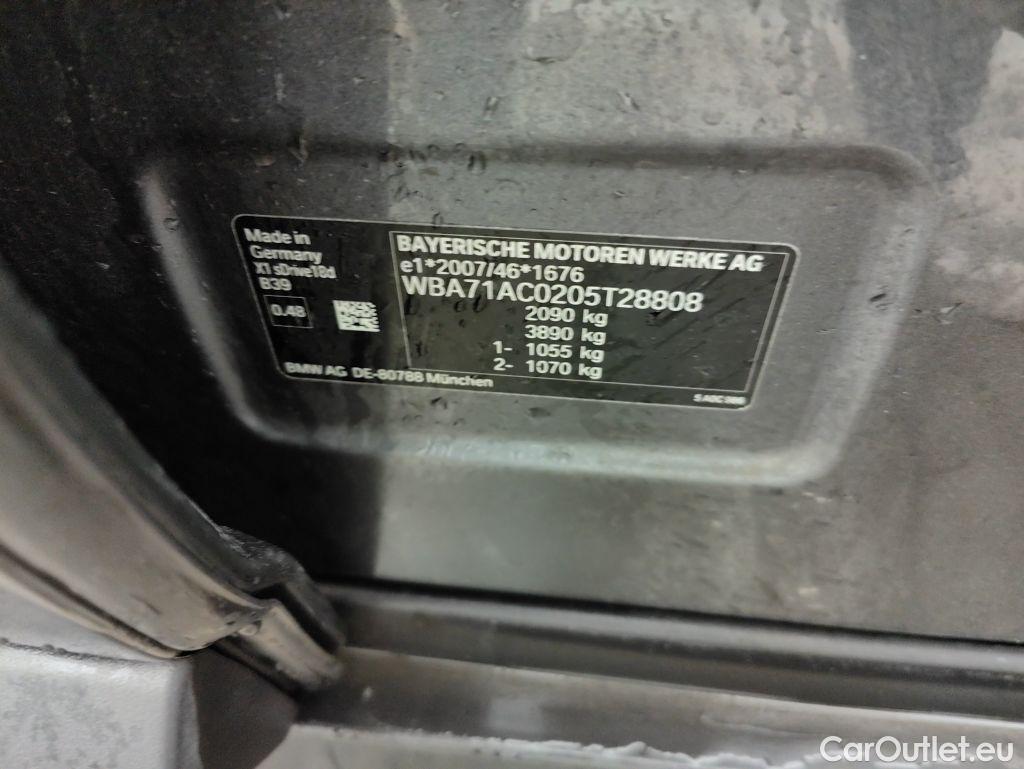 Made in
Germany
X1 sDrive18d
B39
0.48
BMW AG DE-80788 München
BAYERISCHE MOTOREN WERKE AG
e1*2007/46*1676
WBA71AC0205T28808
2090 kg
3890 kg
1- 1055 kg
2- 1070 kg
CarOutlet.eu